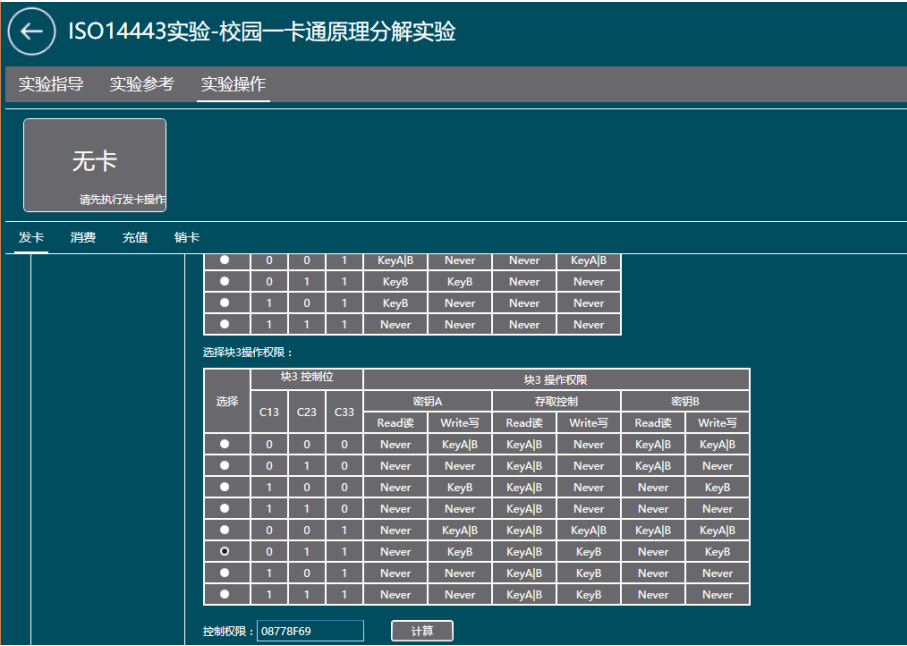 ISO14443实验-校园一卡通原理分解实验
实验指导 实验参考 实验操作
无卡
请先执行发卡操作
发卡 消费 充值 销卡
0 0 1 KeyA|B Never Never KeyA|B
0 1 1 KeyB KeyB Never Never
1 0 1 KeyB Never Never Never
1 1 1 Never Never Never Never
选择块3操作权限：
选择 块3 控制位 块3 操作权限
C13 C23 C33 密钥A 存取控制 密钥B
Read读 Write写 Read读 Write写 Read读 Write写
0 0 0 Never KeyA|B KeyA|B Never KeyA|B KeyA|B
0 1 0 Never Never KeyA|B Never KeyA|B Never
1 0 0 Never KeyB KeyA|B Never Never KeyB
1 1 0 Never Never KeyA|B Never Never Never
0 0 1 Never KeyA|B KeyA|B KeyA|B KeyA|B KeyA|B
0 1 1 Never KeyB KeyA|B KeyB Never KeyB
1 0 1 Never Never KeyA|B KeyB Never Never
1 1 1 Never Never KeyA|B KeyB Never Never
控制权限：08778F69 计算